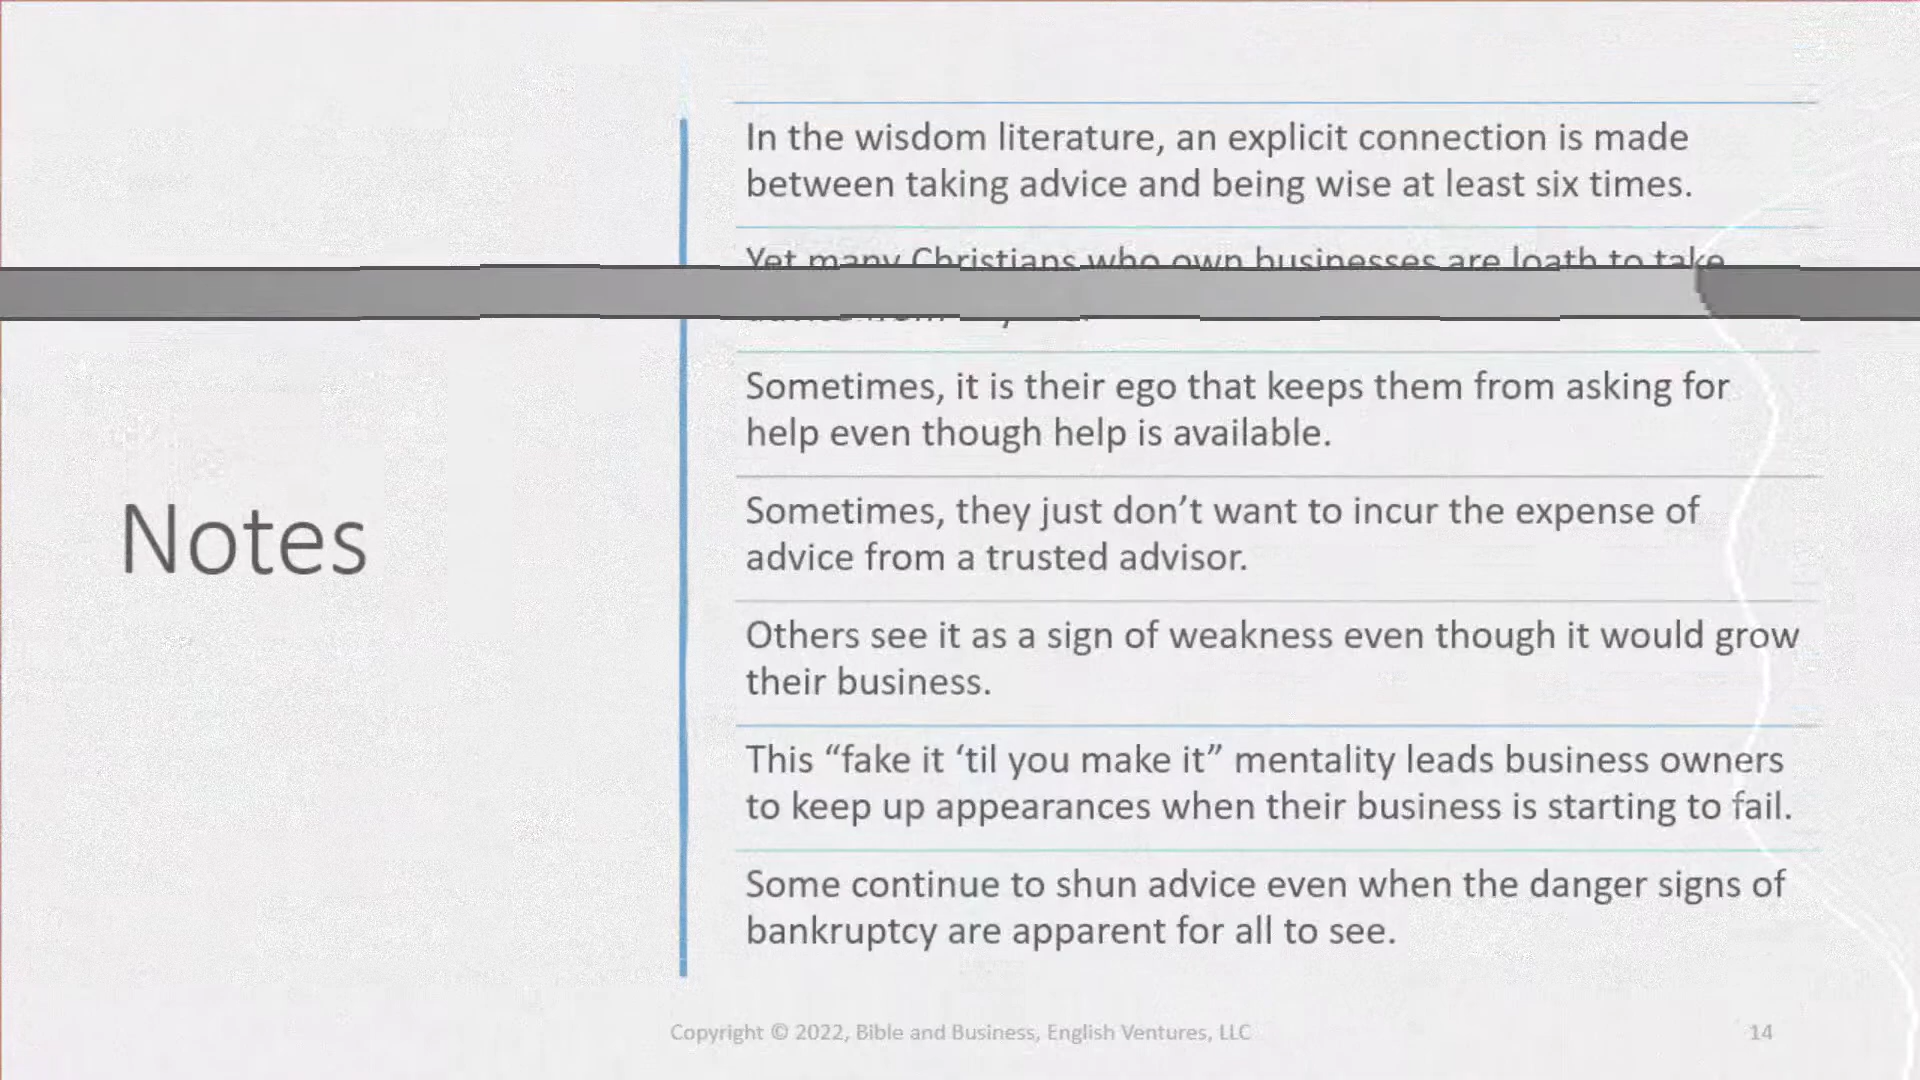 In the wisdom literature, an explicit connection is made
between taking advice and being wise at least six times.
Yet many Christians who own businesses are loath to take
Notes
Sometimes, it is their ego that keeps them from asking for
help even though help is available.
Sometimes, they just don’t want to incur the expense of
advice from a trusted advisor.
Others see it as a sign of weakness even though it would grow
their business.
This “fake it ‘til you make it” mentality leads business owners
to keep up appearances when their business is starting to fail.
Some continue to shun advice even when the danger signs of
bankruptcy are apparent for all to see.
Copyright © 2022, Bible and Business, English Ventures, LLC
14